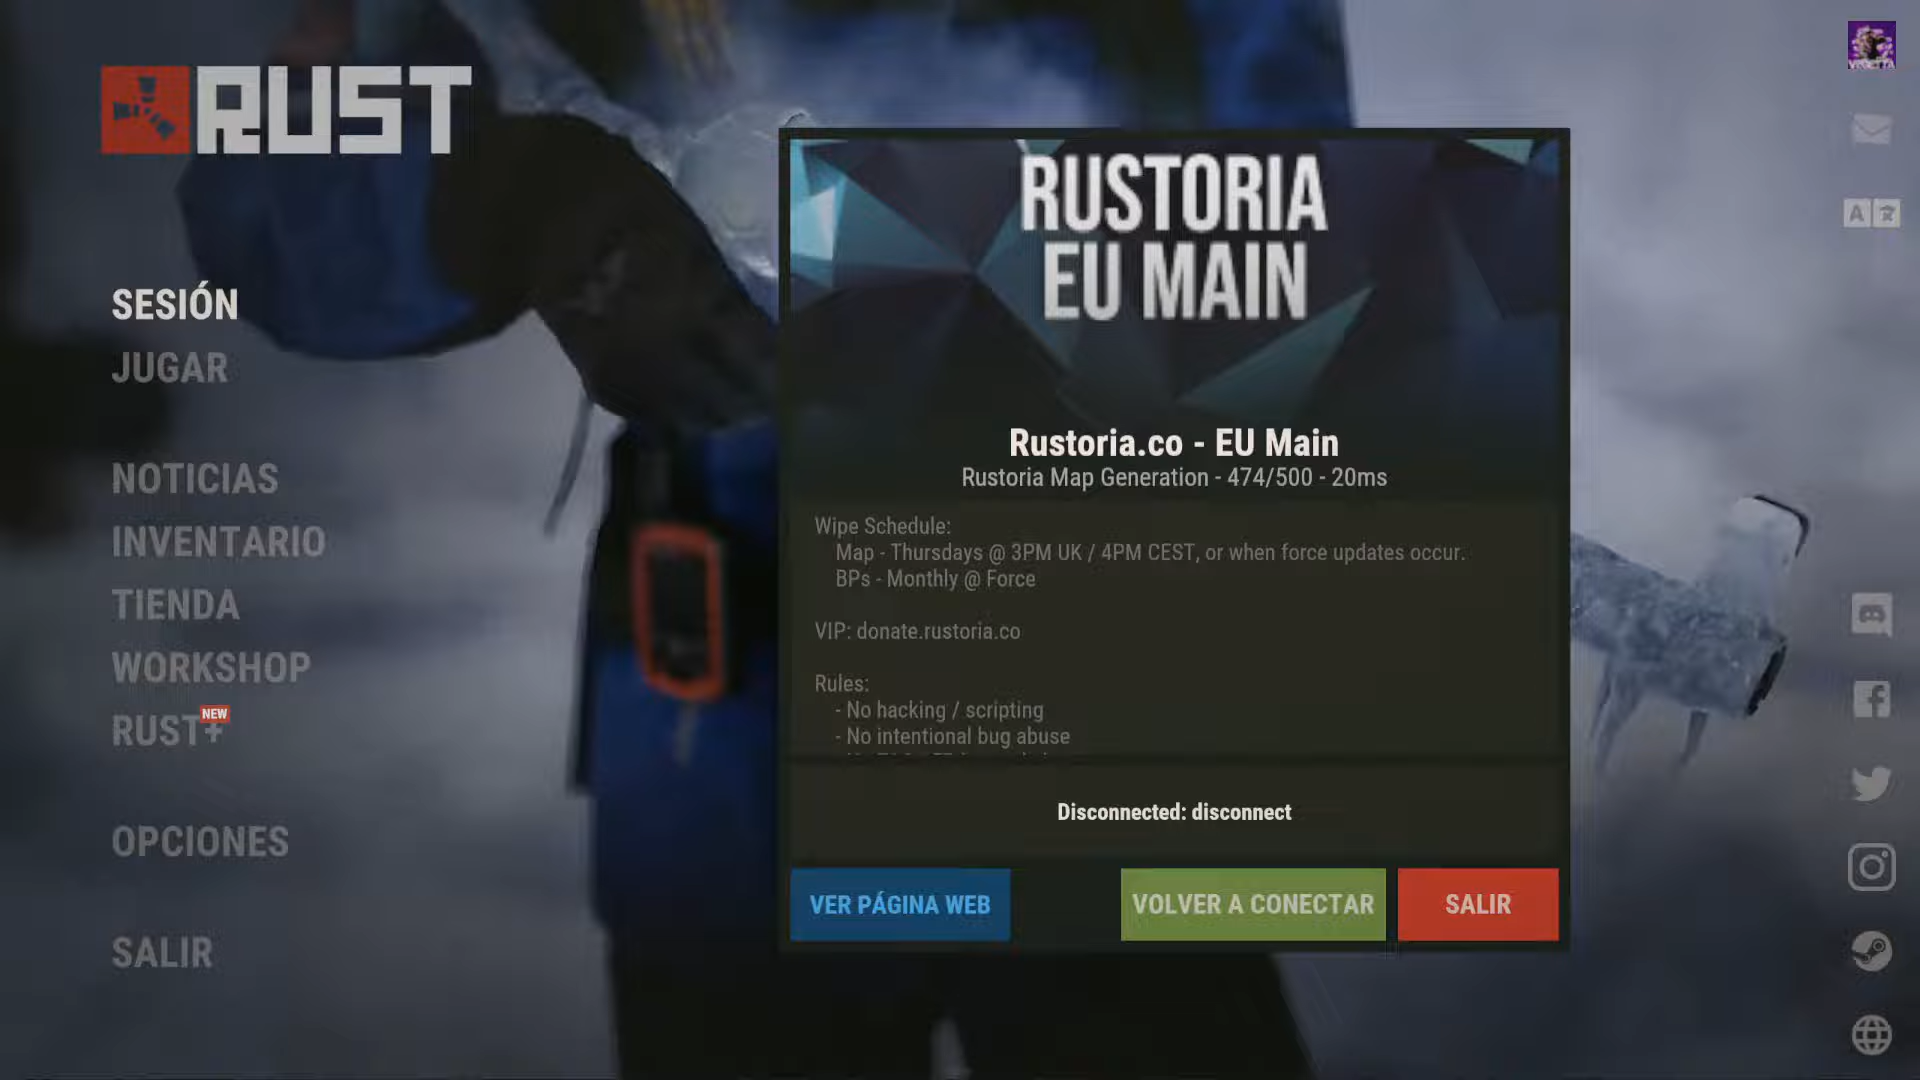 RUST
SESIÓN
JUGAR
NOTICIAS
INVENTARIO
TIENDA
WORKSHOP
RUST+ NEW
OPCIONES
SALIR
RUSTORIA
EU MAIN
Rustoria.co - EU Main
Rustoria Map Generation - 474/500 - 20ms
Wipe Schedule:
Map - Thursdays @ 3PM UK / 4PM CEST, or when force updates occur.
BPs - Monthly @ Force
VIP: donate.rustoria.co
Rules:
- No hacking / scripting
- No intentional bug abuse
Disconnected: disconnect
VER PÁGINA WEB
VOLVER A CONECTAR
SALIR
VEGETTA
A